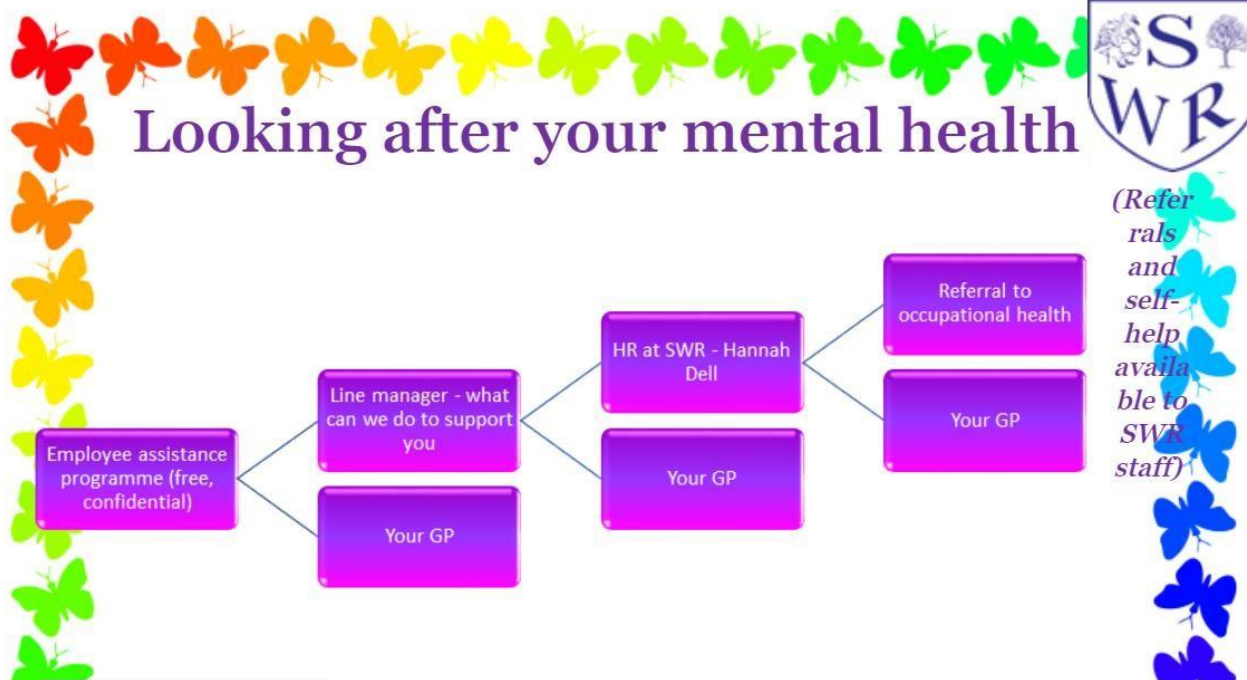 S
W R
Looking after your mental health
(Refer
rals
and
self-
help
availa
ble to
SWR
staff)
Employee assistance
programme (free,
confidential)
Line manager - what
can we do to support
you
Your GP
HR at SWR - Hannah
Dell
Your GP
Referral to
occupational health
Your GP